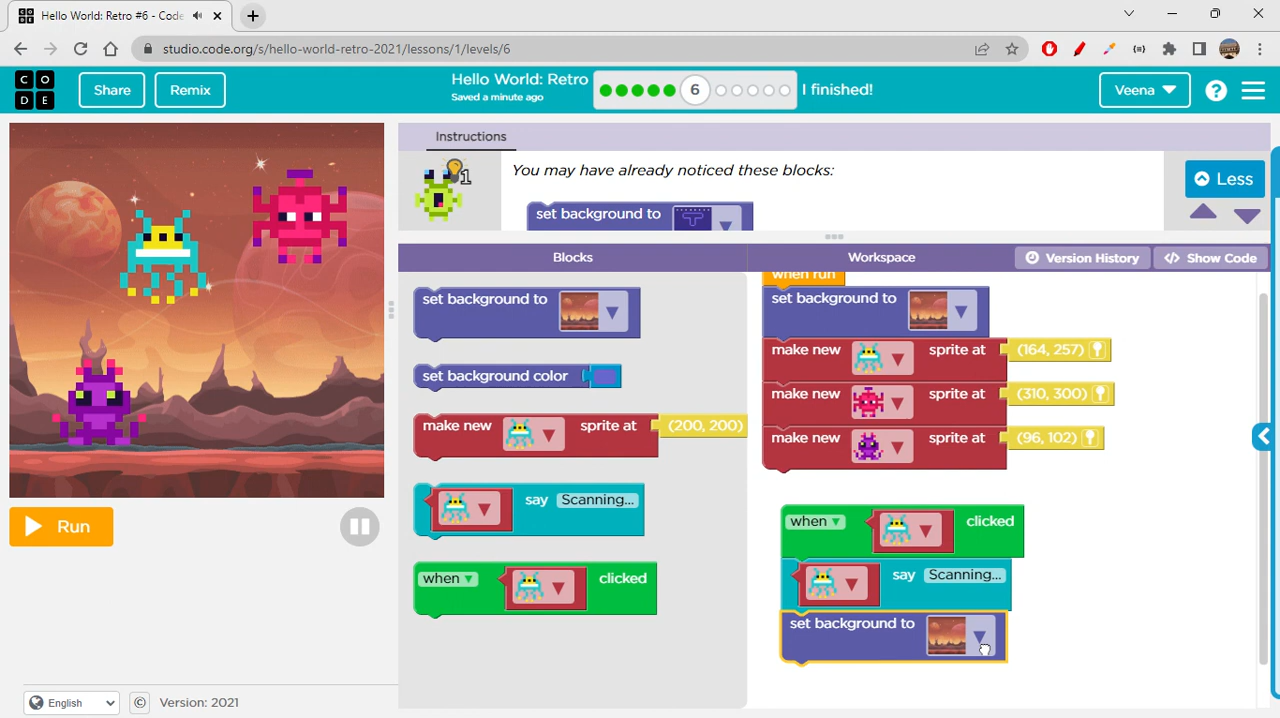 Hello World: Retro #6 - Code
studio.code.org/s/hello-world-retro-2021/lessons/1/levels/6
C O
D E
Share
Remix
Hello World: Retro
Saved a minute ago
6
I finished!
Veena
?
Instructions
1
You may have already noticed these blocks:
set background to
Less
Blocks
Workspace
Version History
Show Code
set background to
set background color
make new sprite at (200, 200)
say Scanning...
when clicked
when run
set background to
make new sprite at (164, 257)
make new sprite at (310, 300)
make new sprite at (96, 102)
when clicked
say Scanning...
set background to
Run
English
©
Version: 2021